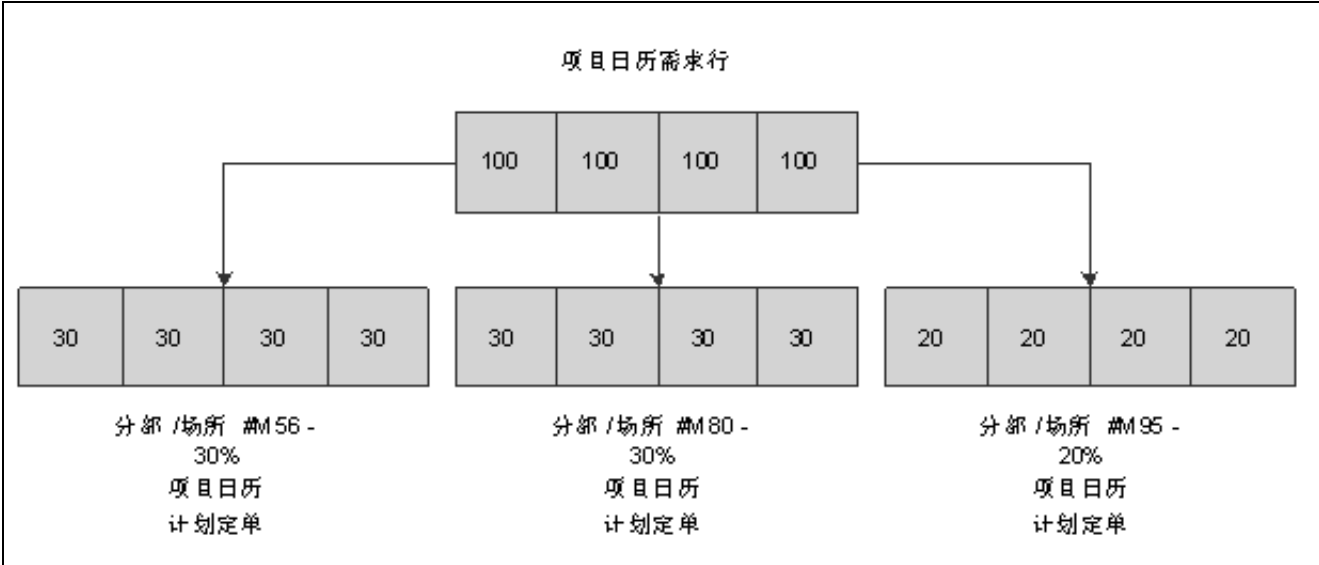 项目日历需求行
100 100 100 100
30 30 30 30 30 30 30 30 20 20 20 20
分部 /场所 #M56 -
30%
项目日历
计划定单
分部 /场所 #M80 -
30%
项目日历
计划定单
分部 /场所 #M95 -
20%
项目日历
计划定单